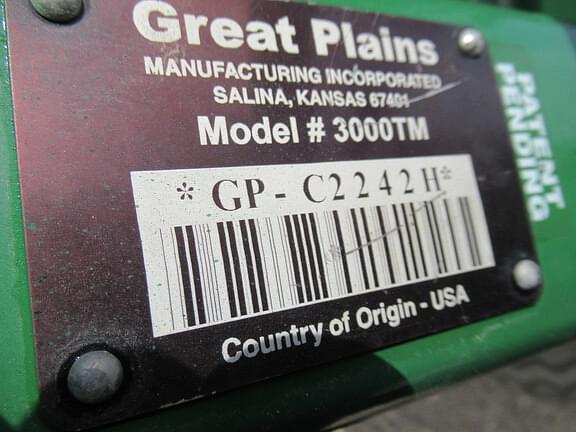 Great Plains
MANUFACTURING INCORPORATED
SALINA, KANSAS 67401
Model # 3000TM
*GP-C2242H*
Country of Origin - USA
PATENT
PENDING